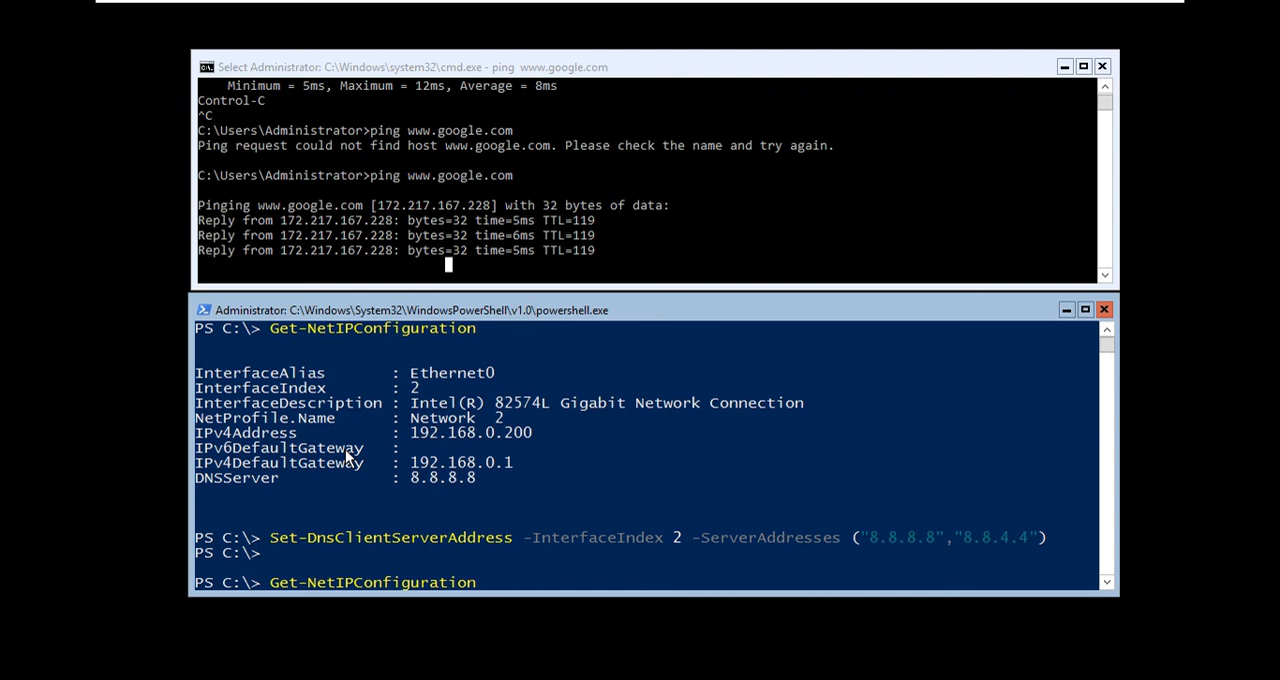 Select Administrator: C:\Windows\system32\cmd.exe - ping  www.google.com
    Minimum = 5ms, Maximum = 12ms, Average = 8ms
Control-C
^C
C:\Users\Administrator>ping www.google.com
Ping request could not find host www.google.com. Please check the name and try again.
C:\Users\Administrator>ping www.google.com
Pinging www.google.com [172.217.167.228] with 32 bytes of data:
Reply from 172.217.167.228: bytes=32 time=5ms TTL=119
Reply from 172.217.167.228: bytes=32 time=6ms TTL=119
Reply from 172.217.167.228: bytes=32 time=5ms TTL=119
Administrator: C:\Windows\System32\WindowsPowerShell\v1.0\powershell.exe
PS C:\> Get-NetIPConfiguration
InterfaceAlias       : Ethernet0
InterfaceIndex       : 2
InterfaceDescription : Intel(R) 82574L Gigabit Network Connection
NetProfile.Name      : Network  2
IPv4Address          : 192.168.0.200
IPv6DefaultGateway   :
IPv4DefaultGateway   : 192.168.0.1
DNSServer            : 8.8.8.8
PS C:\> Set-DnsClientServerAddress -InterfaceIndex 2 -ServerAddresses ("8.8.8.8","8.8.4.4")
PS C:\>
PS C:\> Get-NetIPConfiguration